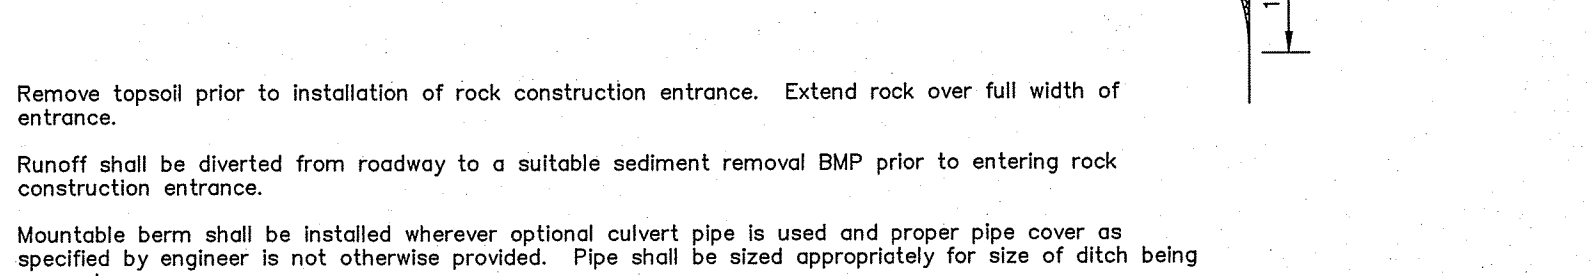 Remove topsoil prior to installation of rock construction entrance.  Extend rock over full width of
entrance.
Runoff shall be diverted from roadway to a suitable sediment removal BMP prior to entering rock
construction entrance.
Mountable berm shall be installed wherever optional culvert pipe is used and proper pipe cover as
specified by engineer is not otherwise provided.  Pipe shall be sized appropriately for size of ditch being